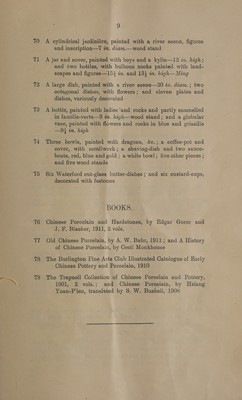 9
70 A cylindrical jardinière, painted with a river scene, figures
and inscription—7 in. diam.—wood stand
71 A jar and cover, painted with boys and a kylin—12 in. high;
and two bottles, with bulbous necks painted with land-
scapes and figures—15½ in. and 13½ in. high—Ming
72 A large dish, painted with a river scene—20 in. diam.; two
octagonal dishes, with flowers; and eleven plates and
dishes, variously decorated
73 A bottle, painted with ladies and rocks and partly enamelled
in famille-verte—9 in. high—wood stand; and a globular
vase, painted with flowers and rocks in blue and grisaille
in. high
74 Three bowls, painted with dragons, &c.; a coffee-pot and
cover, with scrollwork; a shaving-dish and two sauce-
boats, red, blue and gold; a white bowl; five other pieces;
and five wood stands
75 Six Waterford cut-glass butter-dishes; and six custard-cups,
decorated with festoons
BOOKS.
76 Chinese Porcelain and Hardstones, by Edgar Gorer and
J. F. Blacker, 1911, 2 vols.
77 Old Chinese Porcelain, by A. W. Bahr, 1911; and A History
of Chinese Porcelain, by Cosmo Monkhouse
78 The Burlington Fine Arts Club Illustrated Catalogue of Early
Chinese Pottery and Porcelain, 1910
79 The Trapnell Collection of Chinese Porcelain and Pottery,
1901, 2 vols.; and Chinese Porcelain, by Hsiang
Yuan-P'ien, translated by S. W. Bushell, 1908